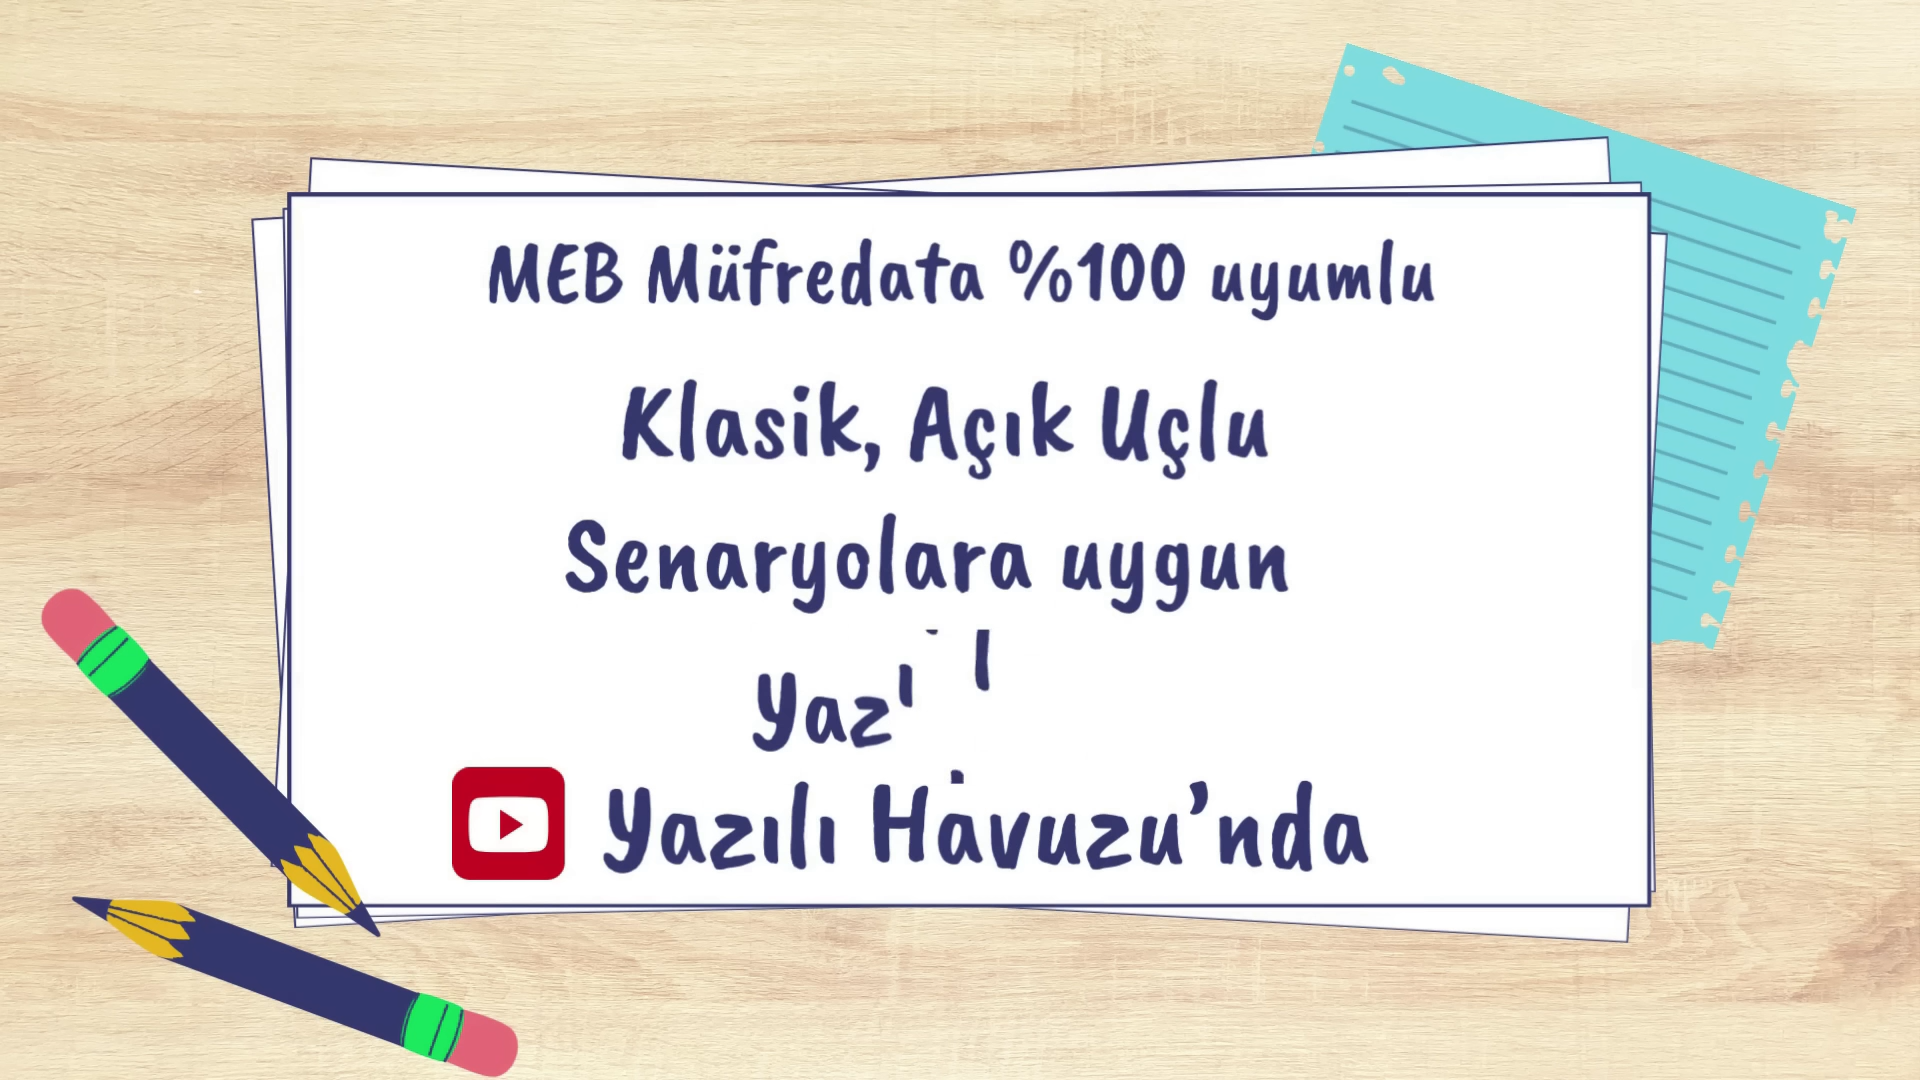 MEB Müfredata %100 uyumlu
Klasik, Açık Uçlu
Senaryolara uygun
Yazılı Havuzu'nda